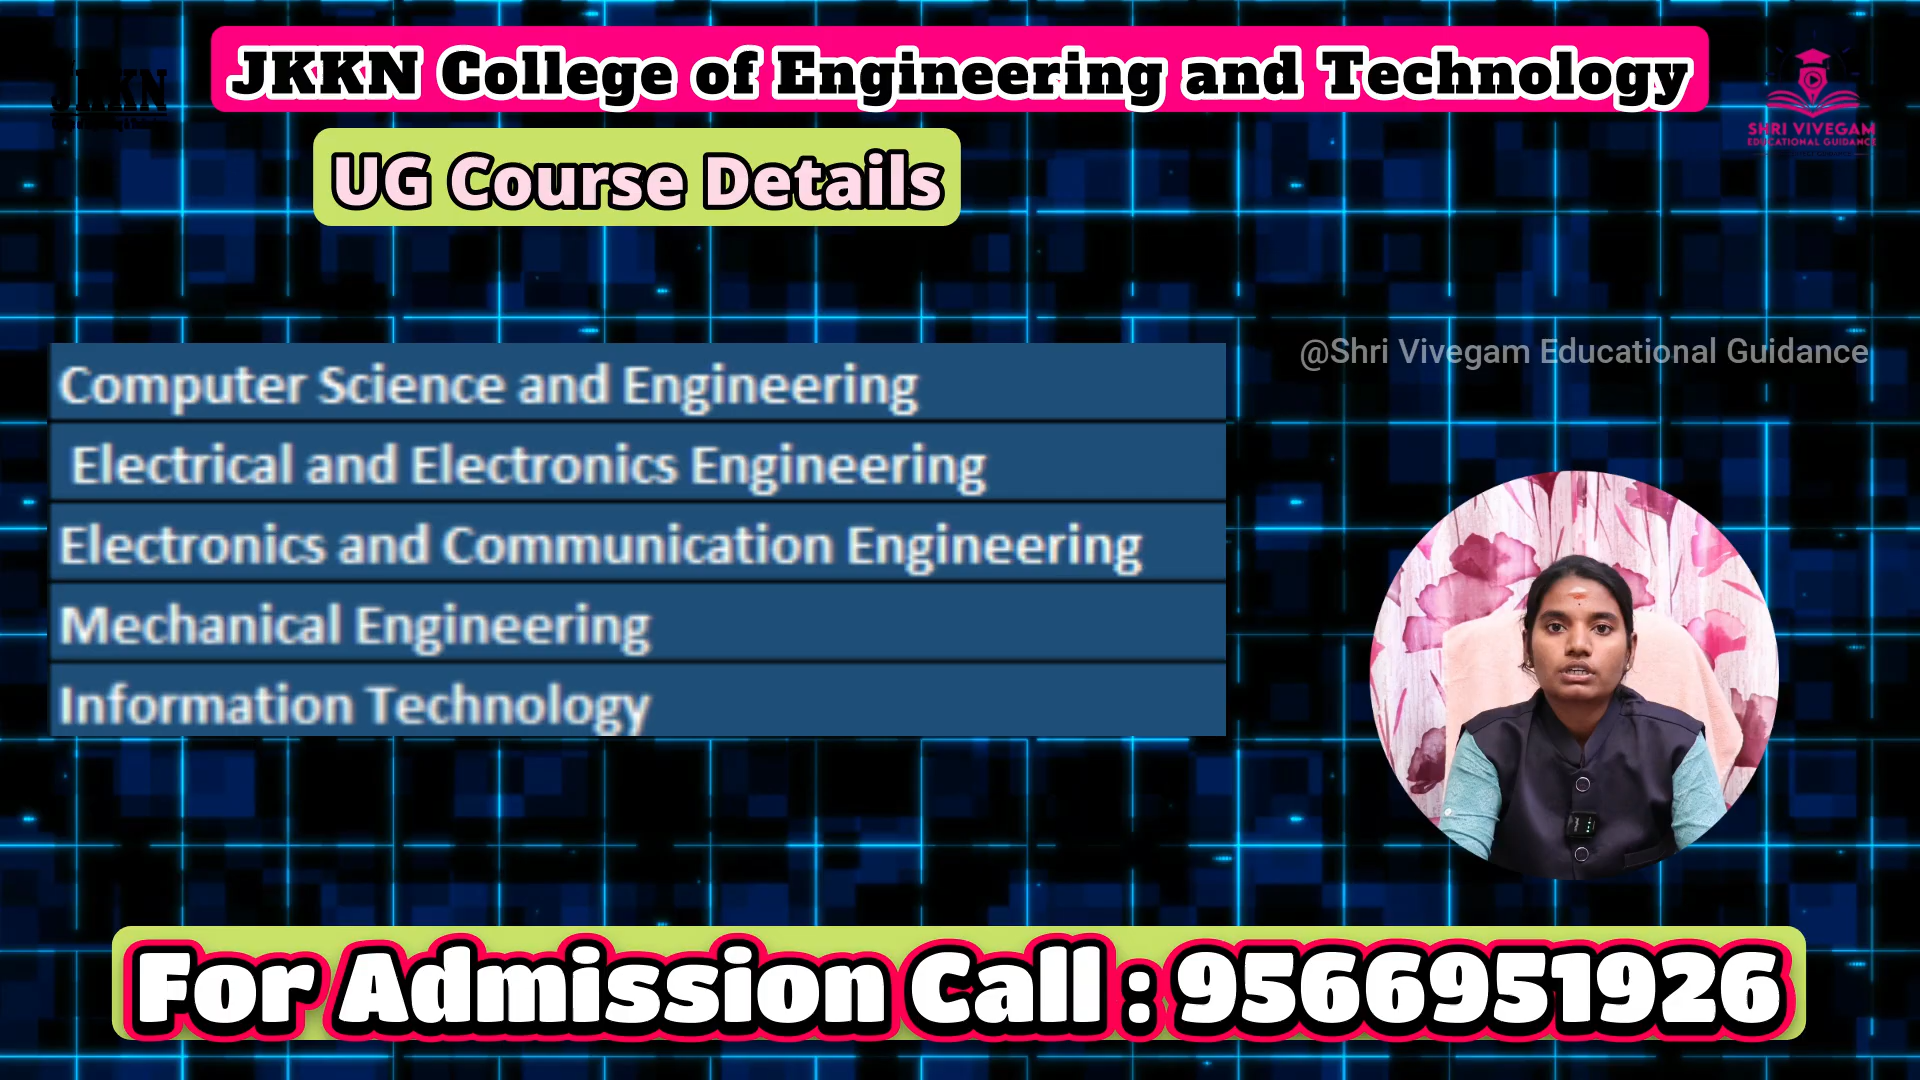 JKKN College of Engineering and Technology
JKKN
SHRI VIVEGAM
EDUCATIONAL GUIDANCE
UG Course Details
@Shri Vivegam Educational Guidance
Computer Science and Engineering
Electrical and Electronics Engineering
Electronics and Communication Engineering
Mechanical Engineering
Information Technology
For Admission Call : 9566951926